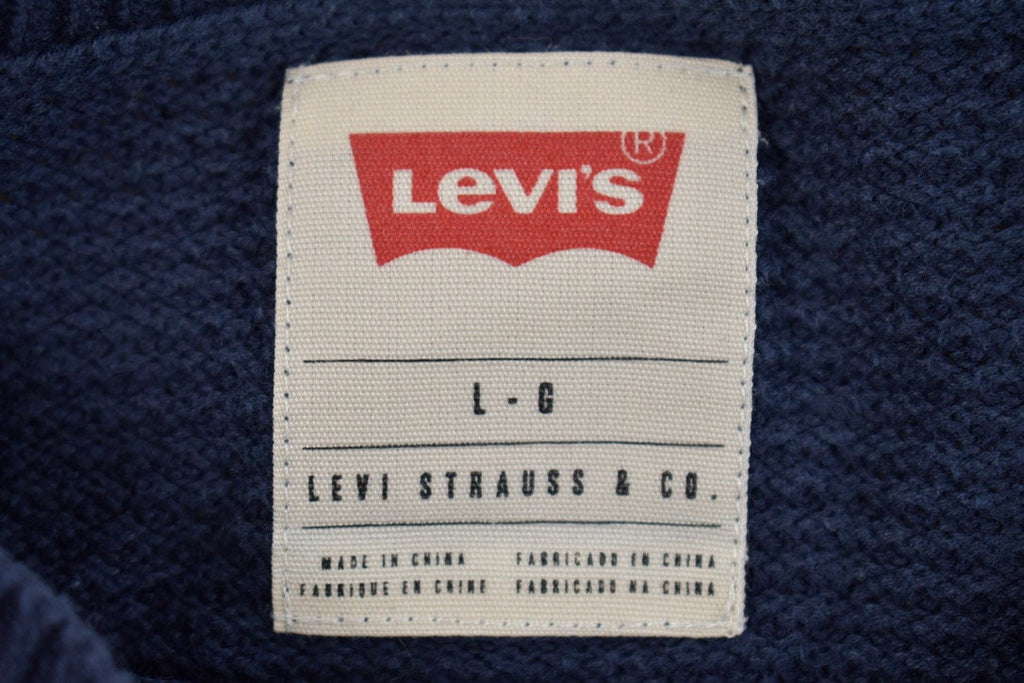 LEVI'S®
L - G
LEVI STRAUSS & CO.
MADE IN CHINA
FABRIQUE EN CHINE
FABRICADO EN CHINA
FABRICADO NA CHINA